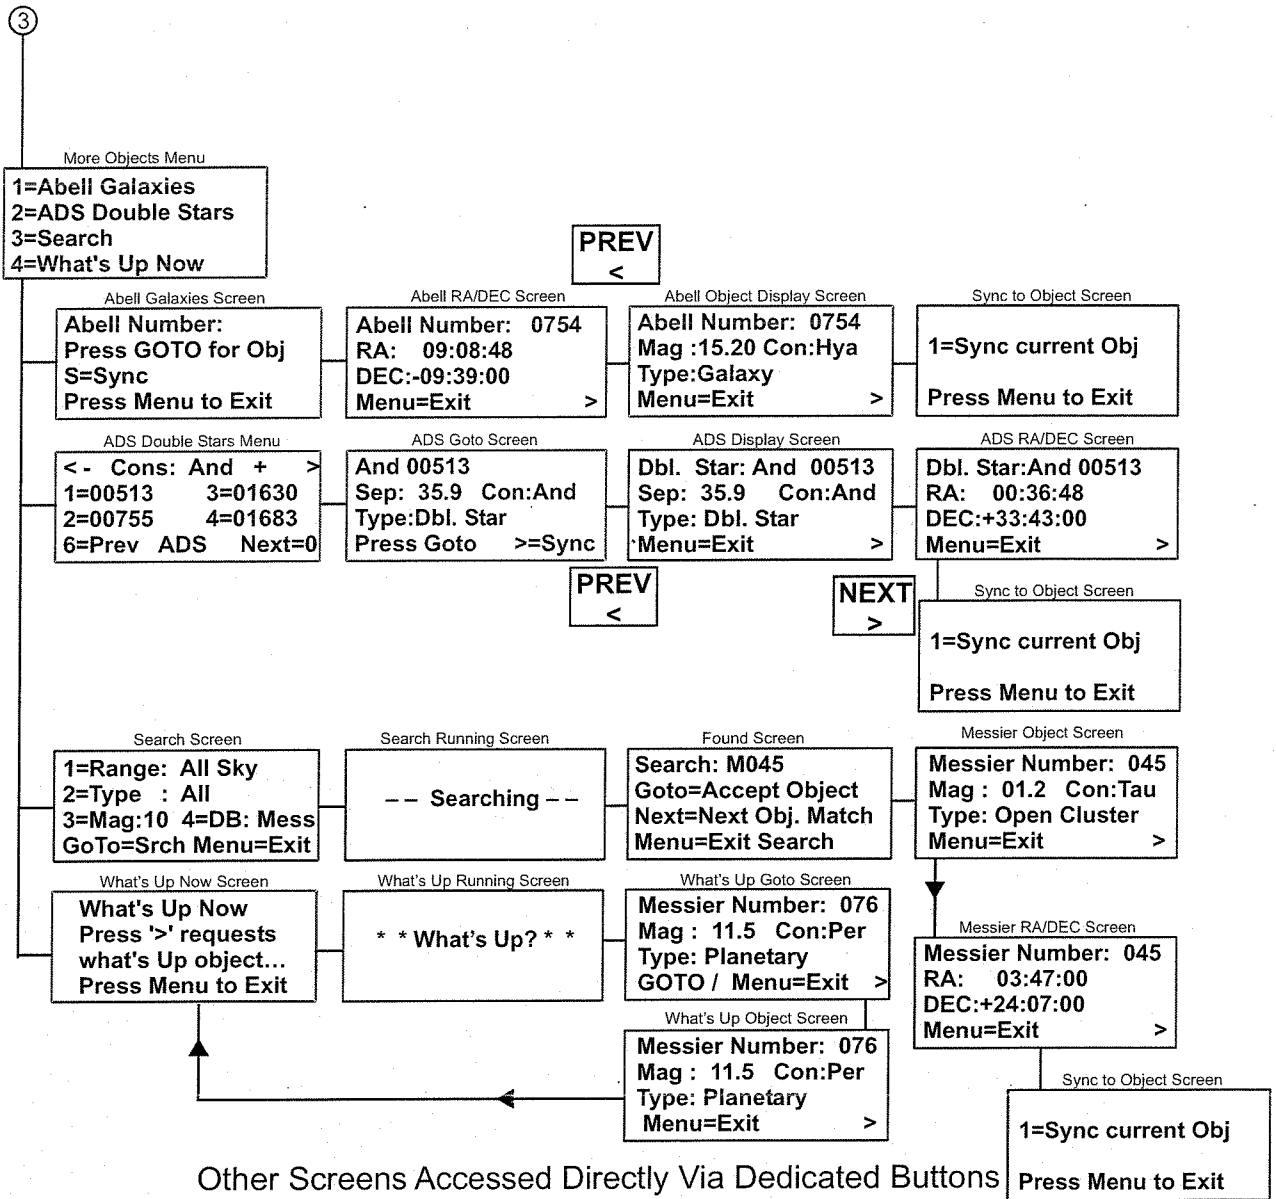 3
More Objects Menu
1=Abell Galaxies
2=ADS Double Stars
3=Search
4=What's Up Now
PREV
<
Abell Galaxies Screen
Abell Number:
Press GOTO for Obj
S=Sync
Press Menu to Exit
Abell RA/DEC Screen
Abell Number: 0754
RA: 09:08:48
DEC:-09:39:00
Menu=Exit >
Abell Object Display Screen
Abell Number: 0754
Mag :15.20 Con:Hya
Type:Galaxy
Menu=Exit >
Sync to Object Screen
1=Sync current Obj
Press Menu to Exit
ADS Double Stars Menu
< - Cons: And + >
1=00513 3=01630
2=00755 4=01683
6=Prev ADS Next=0
ADS Goto Screen
And 00513
Sep: 35.9 Con:And
Type:Dbl. Star
Press Goto >=Sync
ADS Display Screen
Dbl. Star: And 00513
Sep: 35.9 Con:And
Type: Dbl. Star
Menu=Exit >
ADS RA/DEC Screen
Dbl. Star:And 00513
RA: 00:36:48
DEC:+33:43:00
Menu=Exit >
PREV
<
NEXT
>
Sync to Object Screen
1=Sync current Obj
Press Menu to Exit
Search Screen
1=Range: All Sky
2=Type : All
3=Mag:10 4=DB: Mess
GoTo=Srch Menu=Exit
Search Running Screen
– – Searching – –
Found Screen
Search: M045
Goto=Accept Object
Next=Next Obj. Match
Menu=Exit Search
Messier Object Screen
Messier Number: 045
Mag : 01.2 Con:Tau
Type: Open Cluster
Menu=Exit >
What's Up Now Screen
What's Up Now
Press '>' requests
what's Up object...
Press Menu to Exit
What's Up Running Screen
* * What's Up? * *
What's Up Goto Screen
Messier Number: 076
Mag : 11.5 Con:Per
Type: Planetary
GOTO / Menu=Exit >
Messier RA/DEC Screen
Messier Number: 045
RA: 03:47:00
DEC:+24:07:00
Menu=Exit >
What's Up Object Screen
Messier Number: 076
Mag : 11.5 Con:Per
Type: Planetary
Menu=Exit >
Sync to Object Screen
1=Sync current Obj
Press Menu to Exit
Other Screens Accessed Directly Via Dedicated Buttons